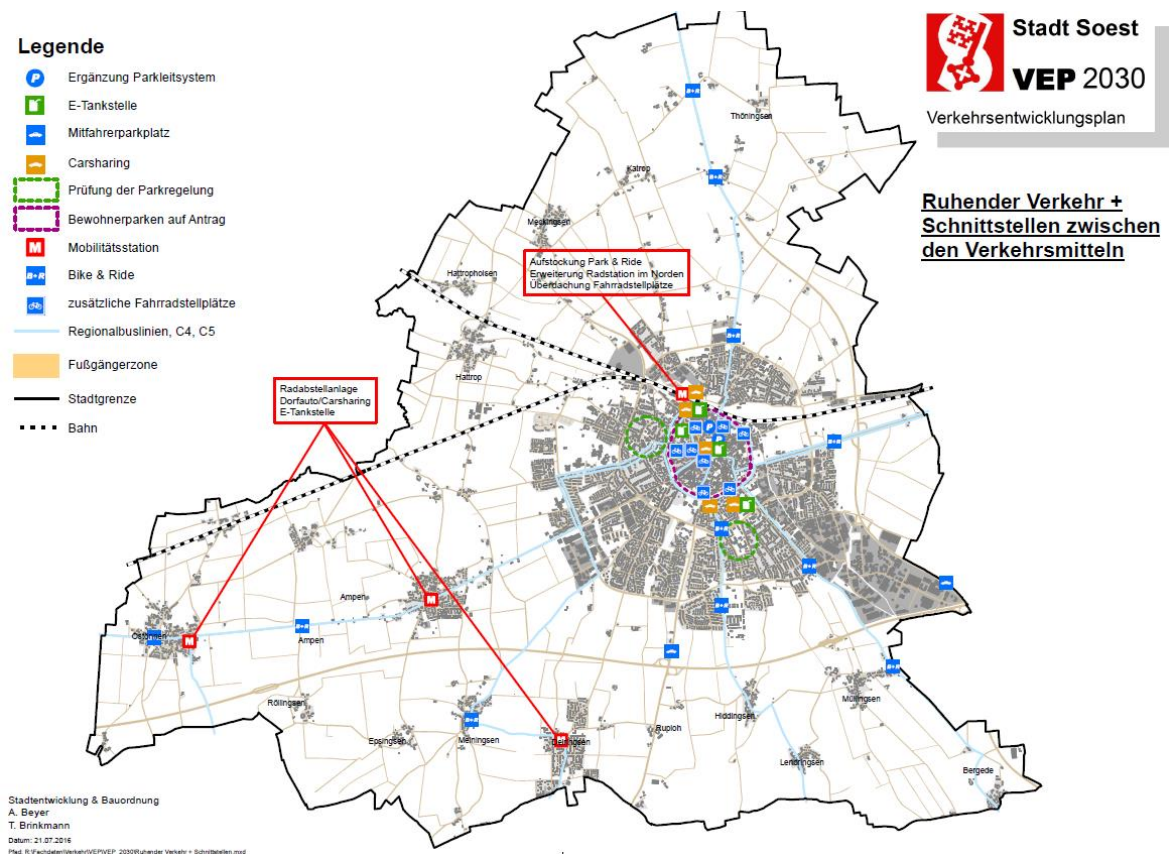 Legende
Ergänzung Parkleitsystem
E-Tankstelle
Mitfahrerparkplatz
Carsharing
Prüfung der Parkregelung
Bewohnerparken auf Antrag
Mobilitätsstation
Bike & Ride
zusätzliche Fahrradstellplätze
Regionalbuslinien, C4, C5
Fußgängerzone
Stadtgrenze
Bahn
Stadt Soest
VEP 2030
Verkehrsentwicklungsplan
Ruhender Verkehr +
Schnittstellen zwischen
den Verkehrsmitteln
Thöningsen
Katrop
Meckingsen
Hattropholsen
Hattrop
Aufstockung Park & Ride
Erweiterung Radstation im Norden
Überdachung Fahrradstellplätze
Radabstellanlage
Dorfauto/Carsharing
E-Tankstelle
Ampen
Ostönnen
Ampen
Röllingsen
Epsingsen
Meiningsen
Deiringsen
Ruploh
Hiddingsen
Müllingsen
Lendringsen
Bergede
Stadtentwicklung & Bauordnung
A. Beyer
T. Brinkmann
Datum: 21.07.2016